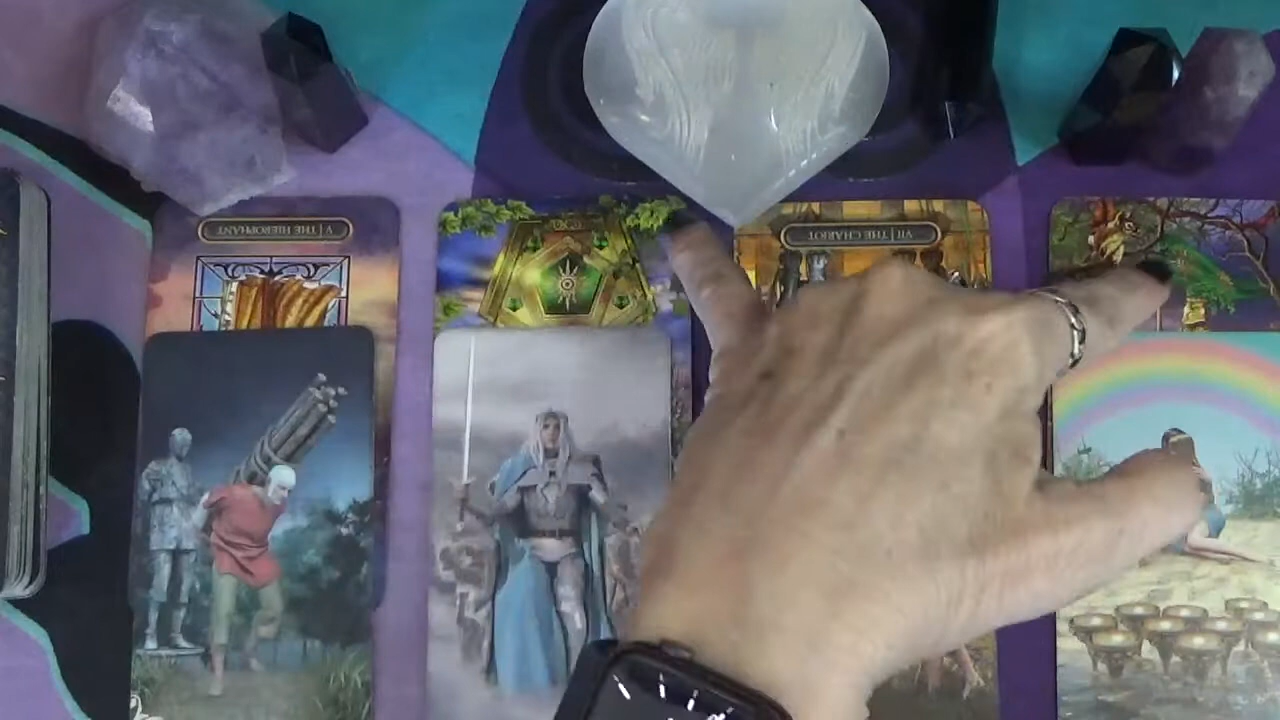 V | THE HIEROPHANT
VII | THE CHARIOT